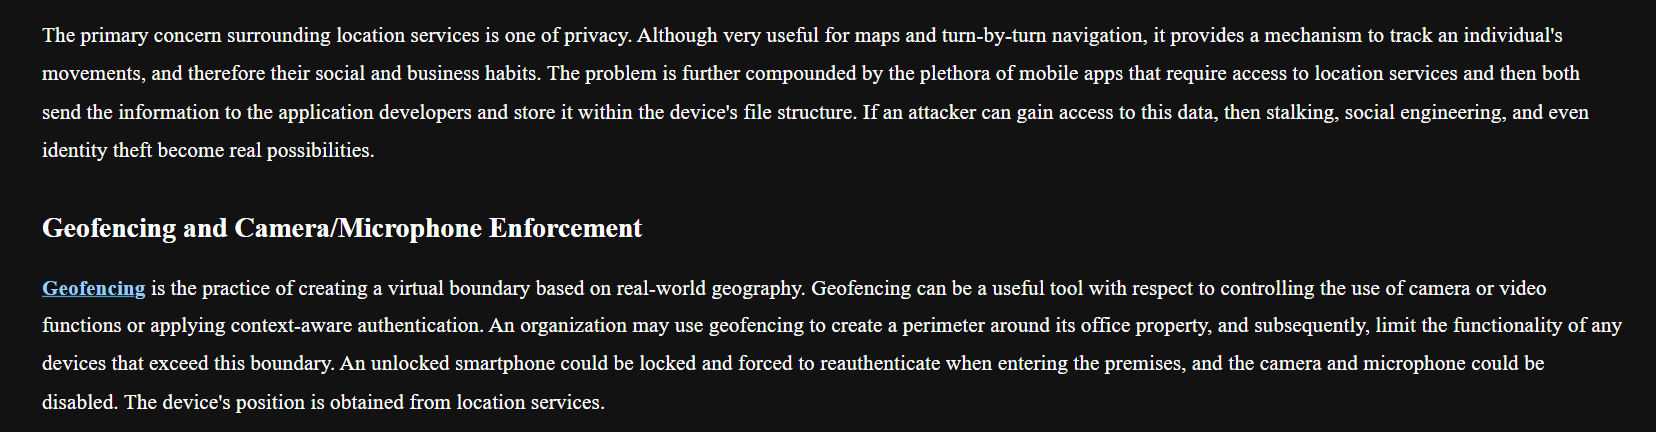 The primary concern surrounding location services is one of privacy. Although very useful for maps and turn-by-turn navigation, it provides a mechanism to track an individual's
movements, and therefore their social and business habits. The problem is further compounded by the plethora of mobile apps that require access to location services and then both
send the information to the application developers and store it within the device's file structure. If an attacker can gain access to this data, then stalking, social engineering, and even
identity theft become real possibilities.
Geofencing and Camera/Microphone Enforcement
Geofencing is the practice of creating a virtual boundary based on real-world geography. Geofencing can be a useful tool with respect to controlling the use of camera or video
functions or applying context-aware authentication. An organization may use geofencing to create a perimeter around its office property, and subsequently, limit the functionality of any
devices that exceed this boundary. An unlocked smartphone could be locked and forced to reauthenticate when entering the premises, and the camera and microphone could be
disabled. The device's position is obtained from location services.